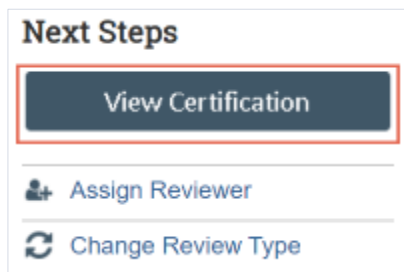 Next Steps
View Certification
Assign Reviewer
Change Review Type